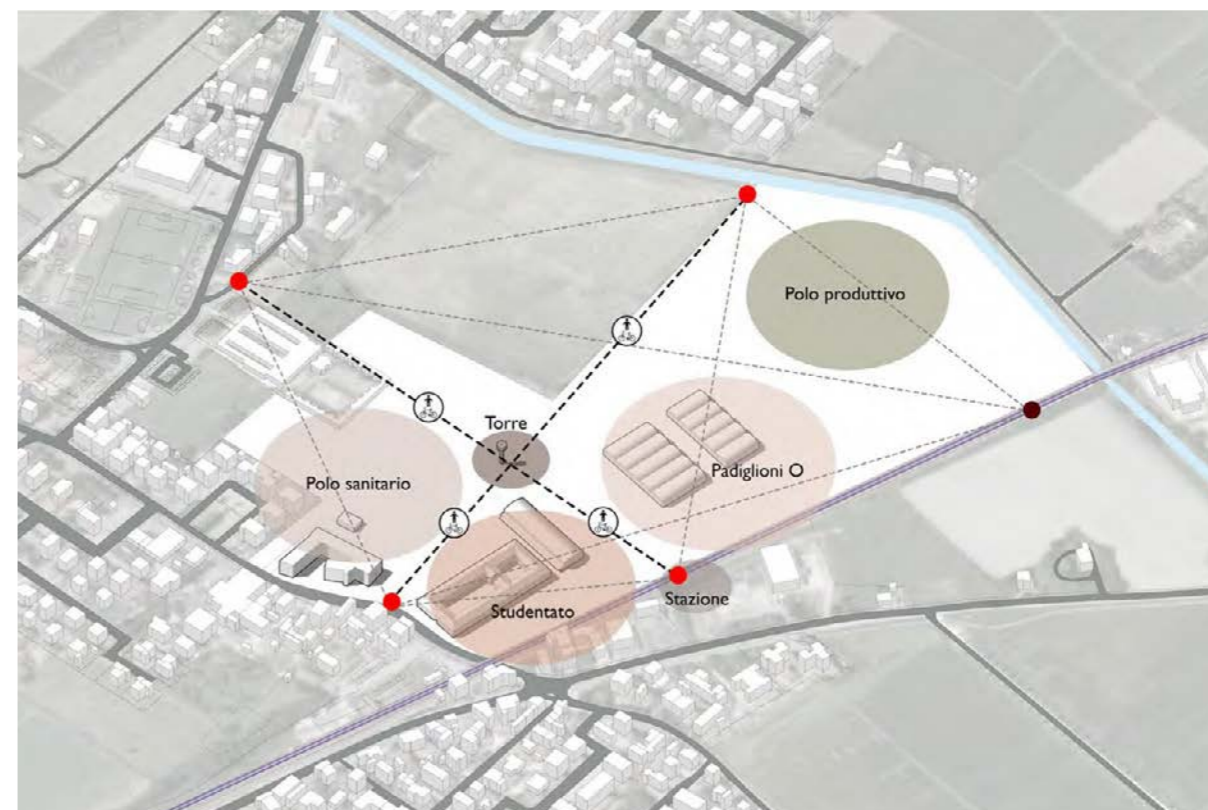 Polo produttivo
Torre
Padiglioni O
Polo sanitario
Stazione
Studentato